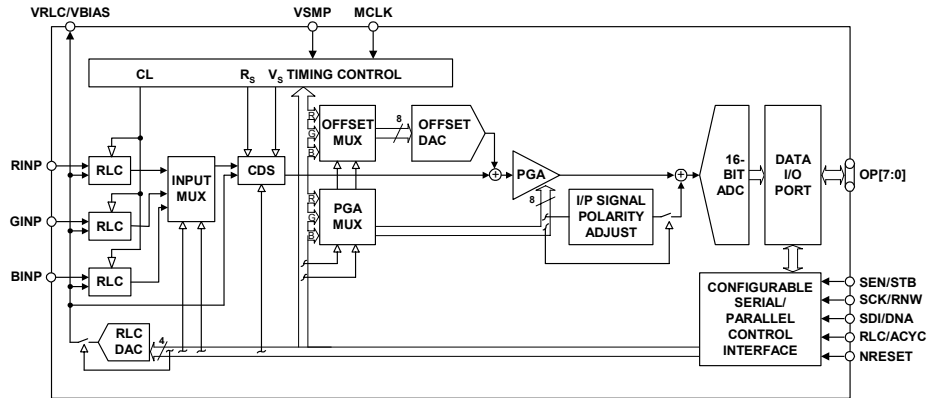 VRLC/VBIAS VSMP MCLK
CL RS VS TIMING CONTROL
R
G
B
OFFSET
MUX
8
OFFSET
DAC
RINP
RLC
GINP
RLC
BINP
RLC
INPUT
MUX
CDS
R
G
B
PGA
MUX
+
PGA
8
I/P SIGNAL
POLARITY
ADJUST
+
16-
BIT
ADC
DATA
I/O
PORT
OP[7:0]
CONFIGURABLE
SERIAL/
PARALLEL
CONTROL
INTERFACE
SEN/STB
SCK/RNW
SDI/DNA
RLC/ACYC
NRESET
RLC
DAC
4